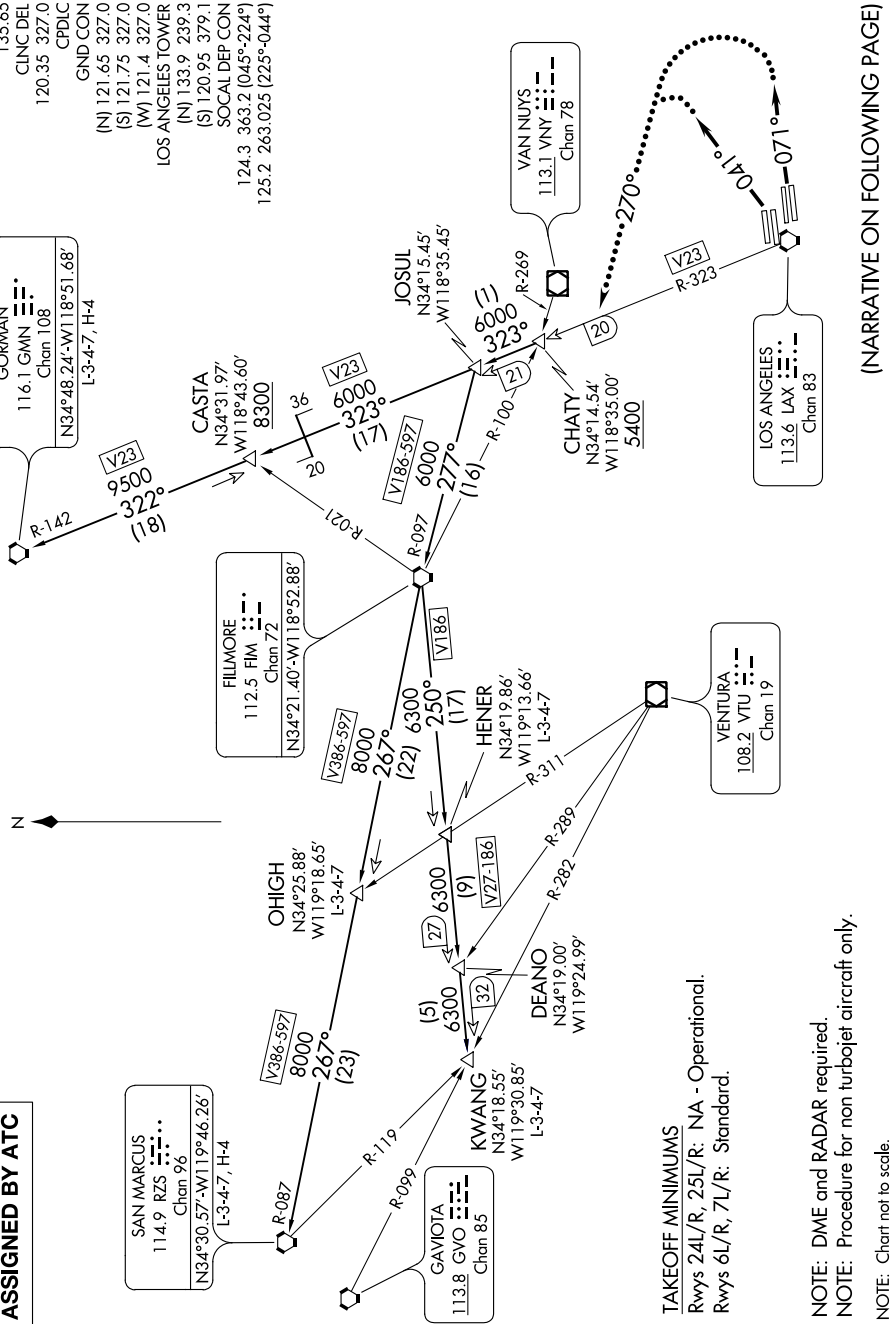 ASSIGNED BY ATC
135.65
CLNC DEL
120.35 327.0
CPDLC
GND CON
(N) 121.65 327.0
(S) 121.75 327.0
(W) 121.4 327.0
LOS ANGELES TOWER
(N) 133.9 239.3
(S) 120.95 379.1
SOCAL DEP CON
124.3 363.2 (045°-224°)
125.2 263.025 (225°-044°)
GORMAN
116.1 GMN
Chan 108
N34°48.24'-W118°51.68'
L-3-4-7, H-4
R-142
V23
9500
322°
(18)
CASTA
N34°31.97'
W118°43.60'
8300
36
20
V23
6000
323°
(17)
R-021
JOSUL
N34°15.45'
W118°35.45'
(1)
6000
323°
21
R-100
V186-597
6000
277°
(16)
R-097
VAN NUYS
113.1 VNY
Chan 78
R-269
CHATY
N34°14.54'
W118°35.00'
5400
20
V23
R-323
270°
041°
071°
LOS ANGELES
113.6 LAX
Chan 83
FILLMORE
112.5 FIM
Chan 72
N34°21.40'-W118°52.88'
V186
6300
250°
(17)
V386-597
8000
267°
(22)
N
HENER
N34°19.86'
W119°13.66'
L-3-4-7
R-311
R-289
R-282
VENTURA
108.2 VTU
Chan 19
OHIGH
N34°25.88'
W119°18.65'
L-3-4-7
6300
(9)
V27-186
27
DEANO
N34°19.00'
W119°24.99'
(5)
6300
32
KWANG
N34°18.55'
W119°30.85'
L-3-4-7
V386-597
8000
267°
(23)
SAN MARCUS
114.9 RZS
Chan 96
N34°30.57'-W119°46.26'
L-3-4-7, H-4
R-087
R-119
R-099
GAVIOTA
113.8 GVO
Chan 85
TAKEOFF MINIMUMS
Rwys 24L/R, 25L/R: NA - Operational.
Rwys 6L/R, 7L/R: Standard.
NOTE: DME and RADAR required.
NOTE: Procedure for non turbojet aircraft only.
NOTE: Chart not to scale.
(NARRATIVE ON FOLLOWING PAGE)